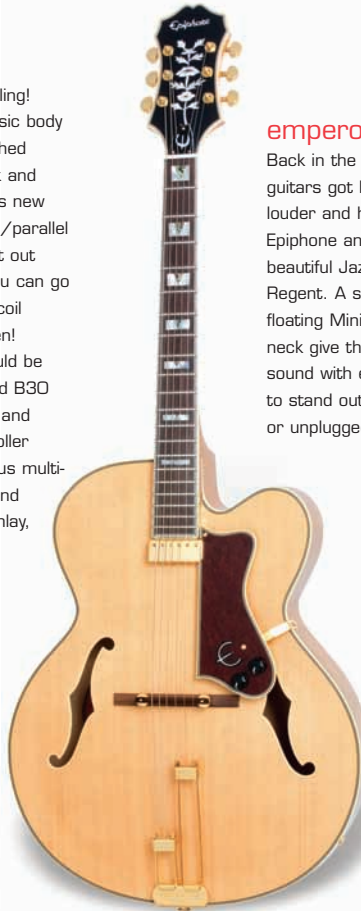 ling!
sic body
hed
and
s new
/parallel
t out
u can go
coil
n!
uld be
d B30
and
oller
us multi-
nd
nlay,
Epiphone
E
E
empero
Back in the
guitars got
louder and h
Epiphone an
beautiful Jaz
Regent. A s
floating Mini
neck give th
sound with e
to stand out
or unplugge